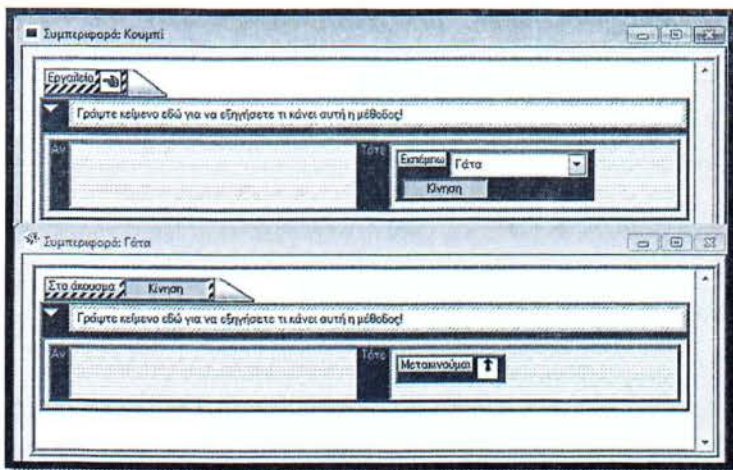 Συμπεριφορά: Κουμπί
Εργαλείο
Γράψτε κείμενο εδώ για να εξηγήσετε τι κάνει αυτή η μέθοδος!
Αν
Τότε
Εκπέμπω Γάτα
Κίνηση
Συμπεριφορά: Γάτα
Στο άκουσμα Κίνηση
Γράψτε κείμενο εδώ για να εξηγήσετε τι κάνει αυτή η μέθοδος!
Αν
Τότε
Μετακινούμαι